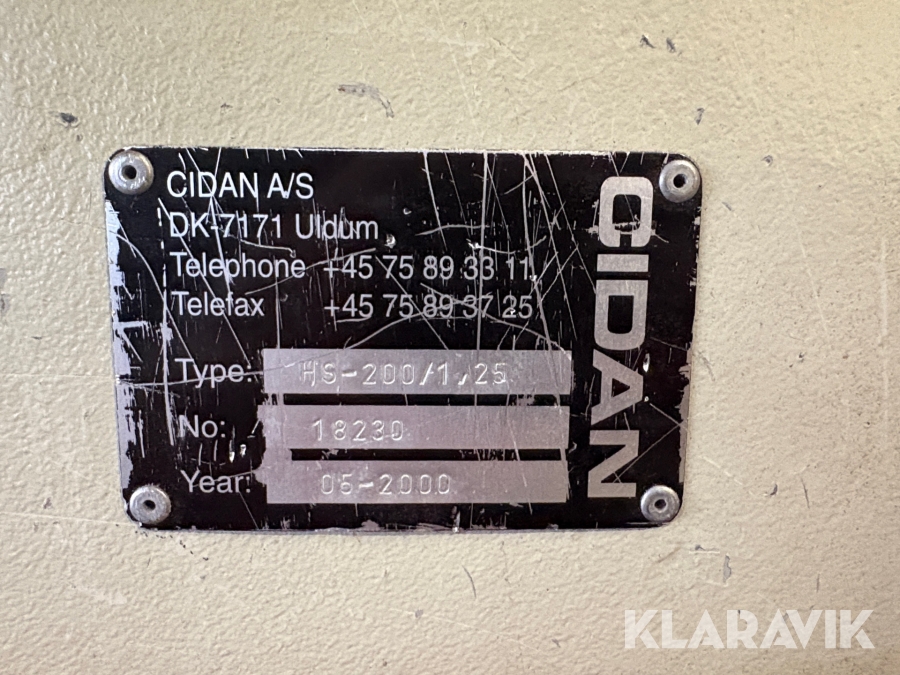 CIDAN A/S
DK-7171 Uldum
Telephone +45 75 89 33 11
Telefax +45 75 89 37 25
Type: HS-200/1,25
No: 18230
Year: 05-2000
CIDAN
KLARAVIK